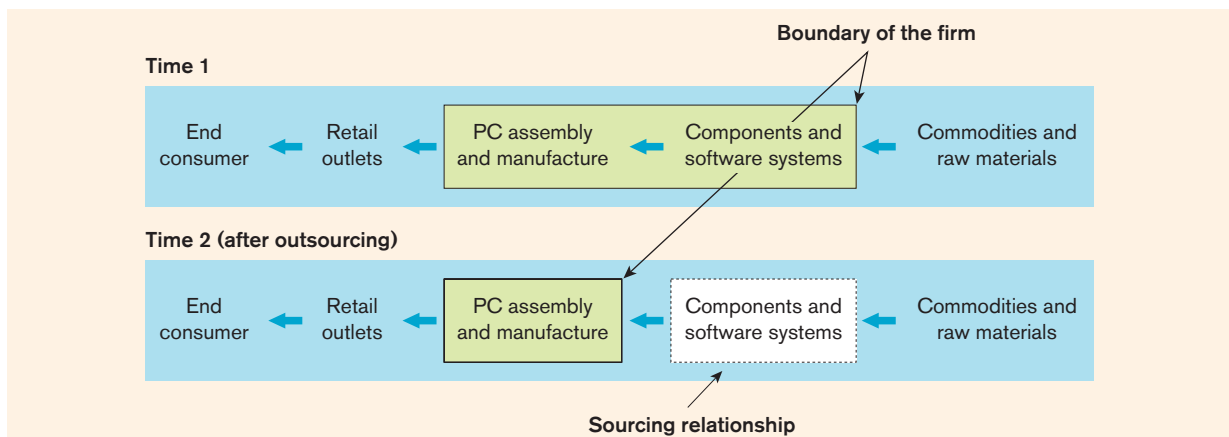 Boundary of the firm
Time 1
End
consumer
Retail
outlets
PC assembly
and manufacture
Components and
software systems
Commodities and
raw materials
Time 2 (after outsourcing)
End
consumer
Retail
outlets
PC assembly
and manufacture
Components and
software systems
Commodities and
raw materials
Sourcing relationship